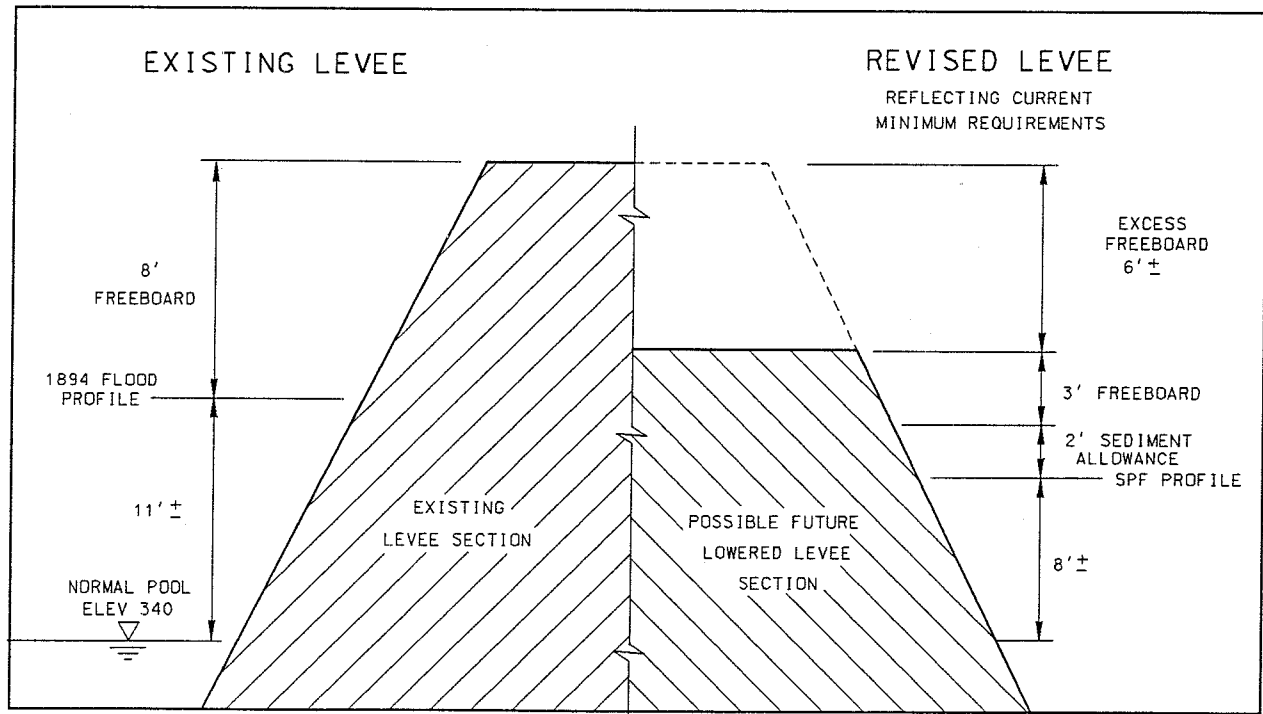 EXISTING LEVEE
REVISED LEVEE
REFLECTING CURRENT
MINIMUM REQUIREMENTS
8'
FREEBOARD
1894 FLOOD
PROFILE
11' ±
NORMAL POOL
ELEV 340
EXISTING
LEVEE SECTION
POSSIBLE FUTURE
LOWERED LEVEE
SECTION
EXCESS
FREEBOARD
6' ±
3' FREEBOARD
2' SEDIMENT
ALLOWANCE
SPF PROFILE
8' ±